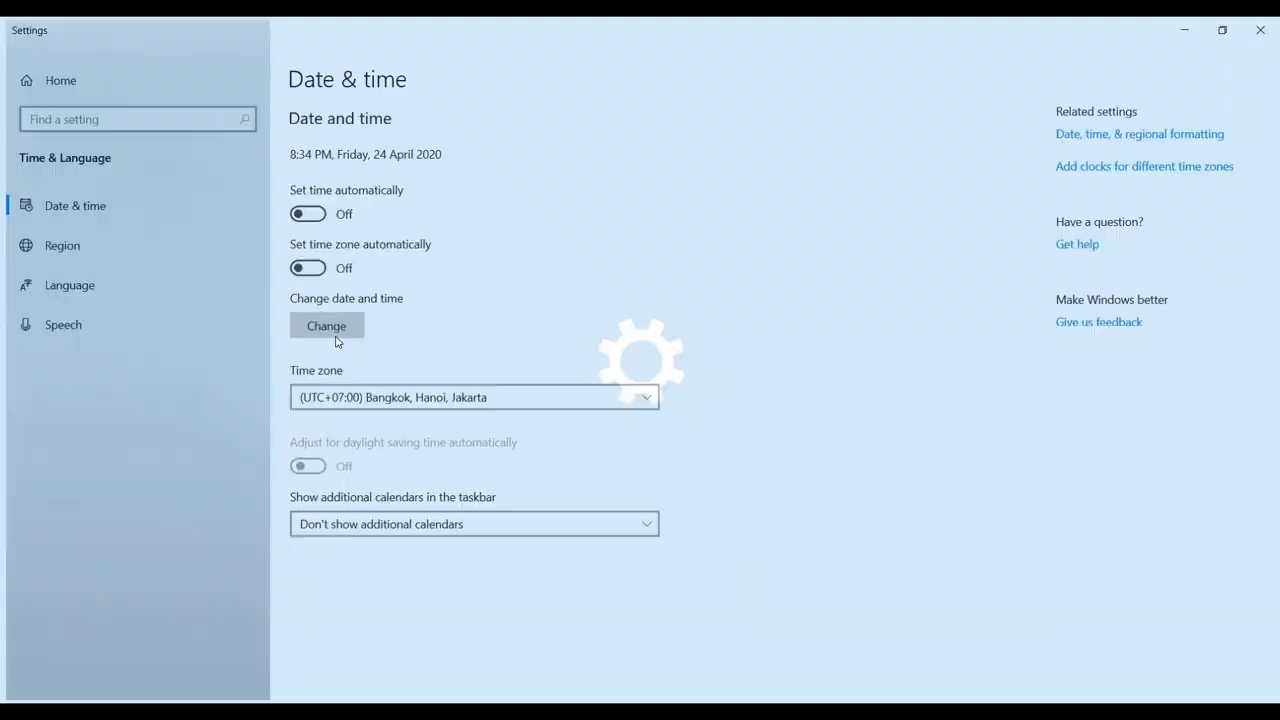 Settings
Home
Find a setting
Time & Language
Date & time
Region
Language
Speech
Date & time
Date and time
8:34 PM, Friday, 24 April 2020
Set time automatically
Off
Set time zone automatically
Off
Change date and time
Change
Time zone
(UTC+07:00) Bangkok, Hanoi, Jakarta
Adjust for daylight saving time automatically
Off
Show additional calendars in the taskbar
Don't show additional calendars
Related settings
Date, time, & regional formatting
Add clocks for different time zones
Have a question?
Get help
Make Windows better
Give us feedback